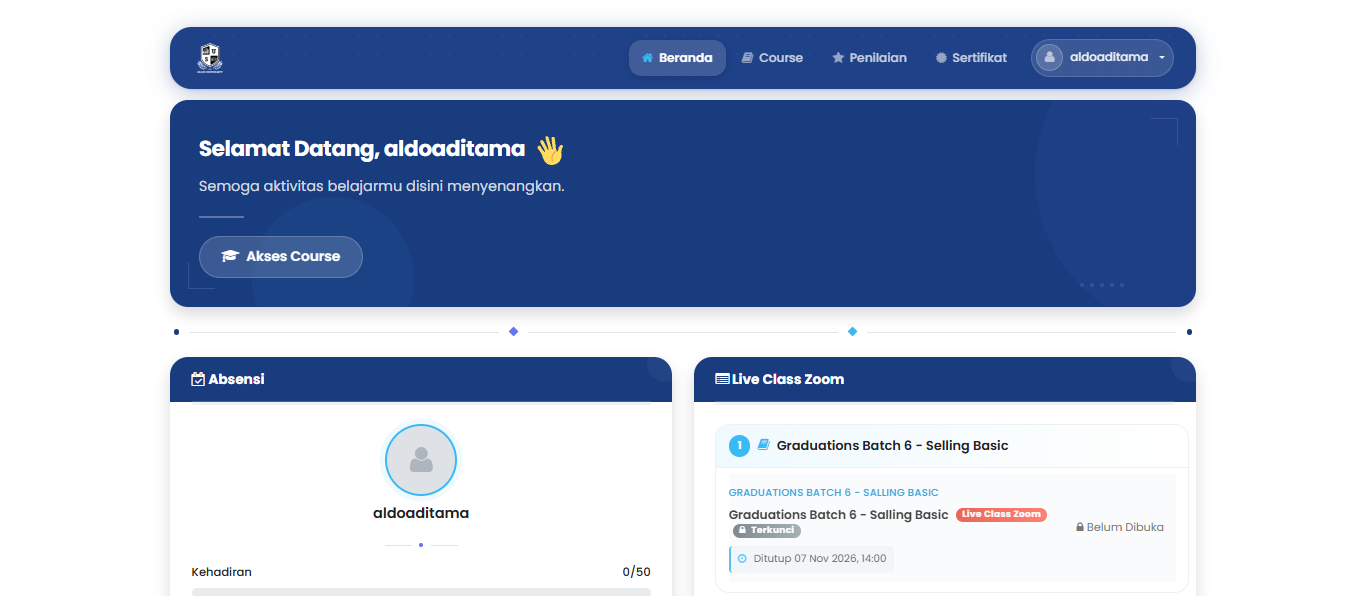 Beranda
Course
Penilaian
Sertifikat
aldoaditama
Selamat Datang, aldoaditama
Semoga aktivitas belajarmu disini menyenangkan.
Akses Course
Absensi
aldoaditama
Kehadiran 0/50
Live Class Zoom
1 Graduations Batch 6 - Selling Basic
GRADUATIONS BATCH 6 - SALLING BASIC
Graduations Batch 6 - Salling Basic Live Class Zoom
Terkunci
Belum Dibuka
Ditutup 07 Nov 2026, 14:00